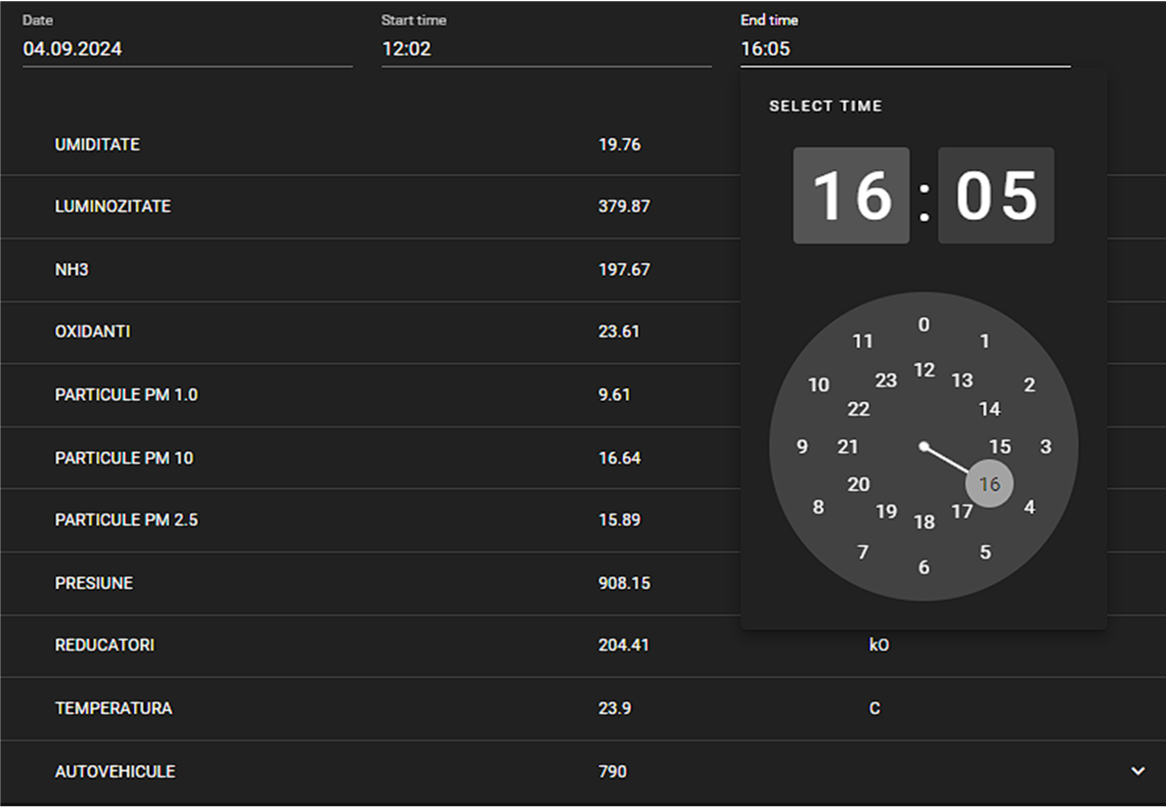 Date Start time End time
04.09.2024 12:02 16:05
SELECT TIME
16:05
UMIDITATE 19.76
LUMINOZITATE 379.87
NH3 197.67
OXIDANTI 23.61
PARTICULE PM 1.0 9.61
PARTICULE PM 10 16.64
PARTICULE PM 2.5 15.89
PRESIUNE 908.15
REDUCATORI 204.41 kO
TEMPERATURA 23.9 C
AUTOVEHICULE 790
0
11 1
12
23 13
10 2
22 14
9 21 15 3
20 16
8 4
19 17
18
7 5
6